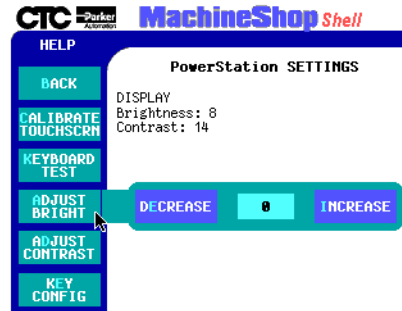 CTC Parker Automation MachineShop Shell
HELP
PowerStation SETTINGS
BACK
DISPLAY
Brightness: 8
Contrast: 14
CALIBRATE
TOUCHSCRN
KEYBOARD
TEST
ADJUST
BRIGHT
DECREASE 0 INCREASE
ADJUST
CONTRAST
KEY
CONFIG